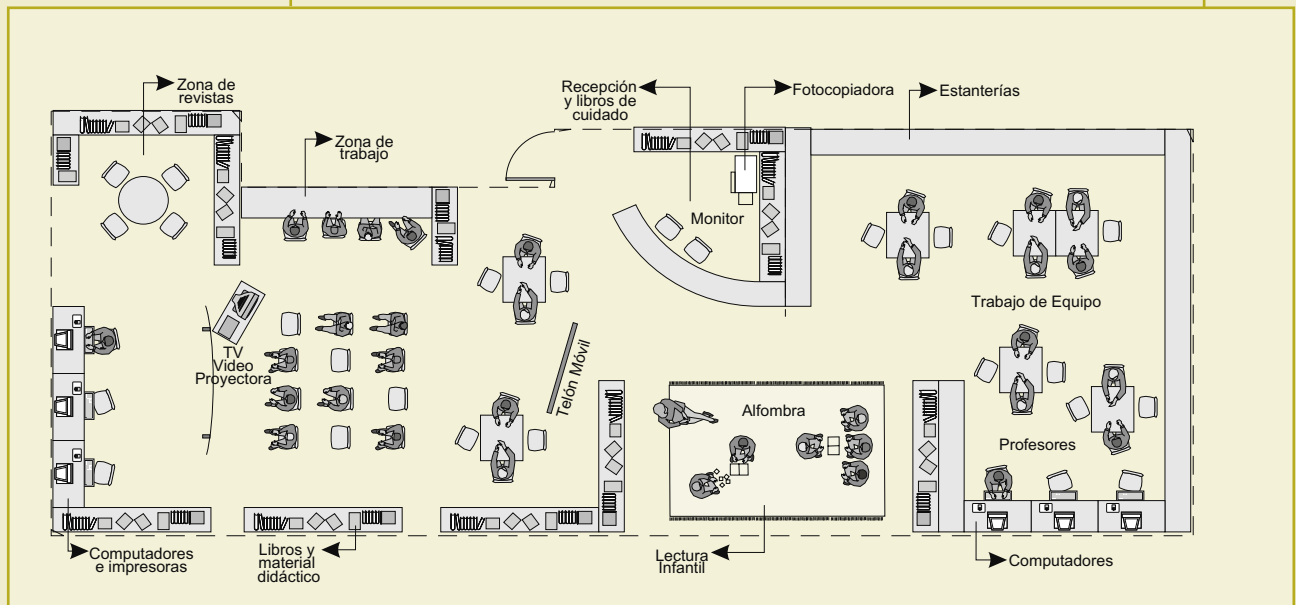 Zona de
revistas
Zona de
trabajo
Recepción
y libros de
cuidado
Fotocopiadora
Estanterías
Monitor
Trabajo de Equipo
TV
Video
Proyectora
Telón Móvil
Alfombra
Profesores
Computadores
e impresoras
Libros y
material
didáctico
Lectura
Infantil
Computadores